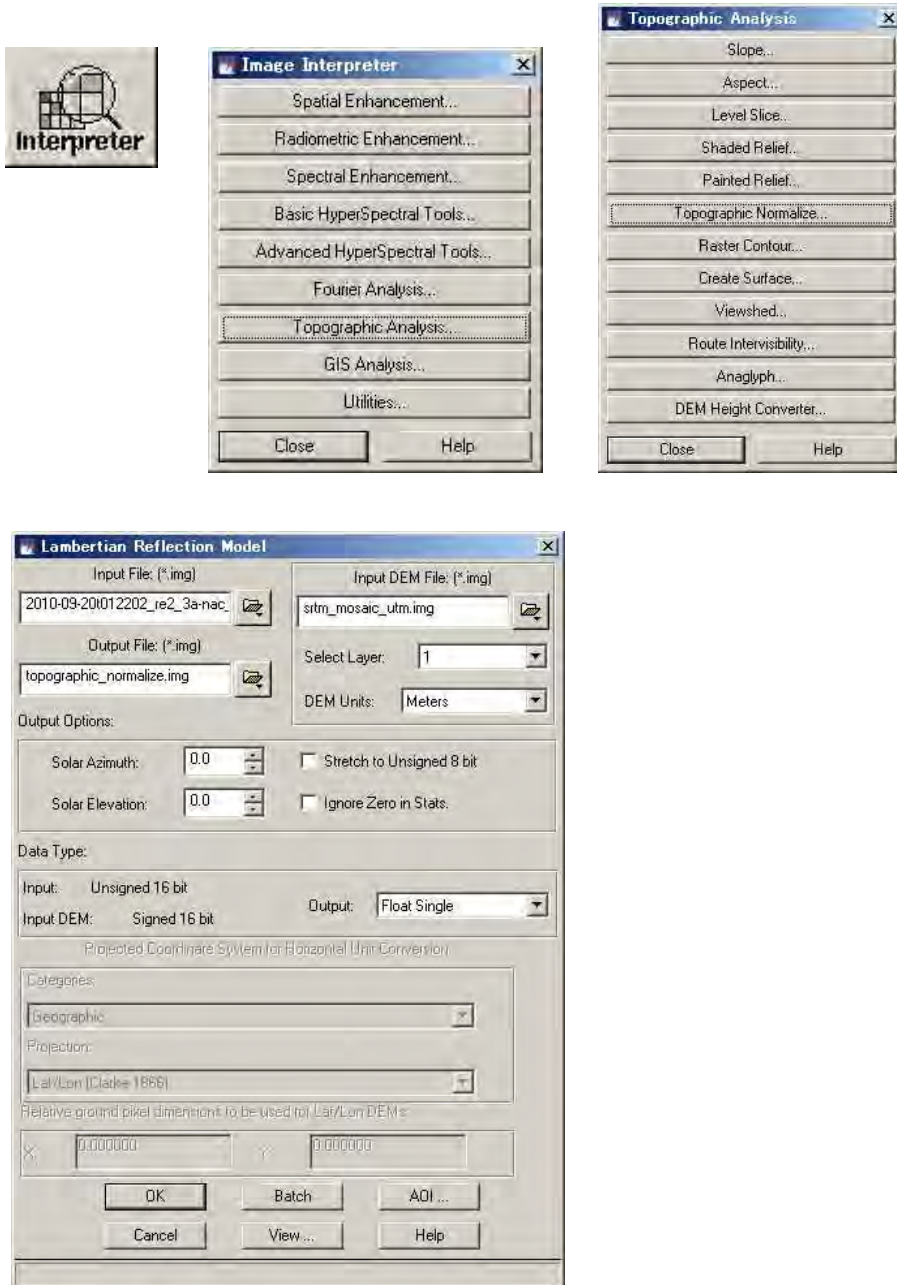 Interpreter
Image Interpreter
Spatial Enhancement...
Radiometric Enhancement...
Spectral Enhancement...
Basic HyperSpectral Tools...
Advanced HyperSpectral Tools...
Fourier Analysis...
Topographic Analysis...
GIS Analysis...
Utilities...
Close Help
Topographic Analysis
Slope...
Aspect...
Level Slice...
Shaded Relief...
Painted Relief...
Topographic Normalize...
Raster Contour...
Create Surface...
Viewshed...
Route Intervisibility...
Anaglyph...
DEM Height Converter...
Close Help
Lambertian Reflection Model
Input File: (*.img)
2010-09-20t012202_re2_3a-nac_
Output File: (*.img)
topographic_normalize.img
Input DEM File: (*.img)
srtm_mosaic_utm.img
Select Layer: 1
DEM Units: Meters
Output Options:
Solar Azimuth: 0.0 Stretch to Unsigned 8 bit
Solar Elevation: 0.0 Ignore Zero in Stats.
Data Type:
Input: Unsigned 16 bit
Input DEM: Signed 16 bit
Output: Float Single
Projected Coordinate System for Horizontal Unit Conversion
Categories:
Geographic
Projection:
Lat/Lon (Clarke 1866)
Relative ground pixel dimensions to be used for Lat/Lon DEMs:
X: 0.000000 Y: 0.000000
OK Batch AOI ...
Cancel View ... Help